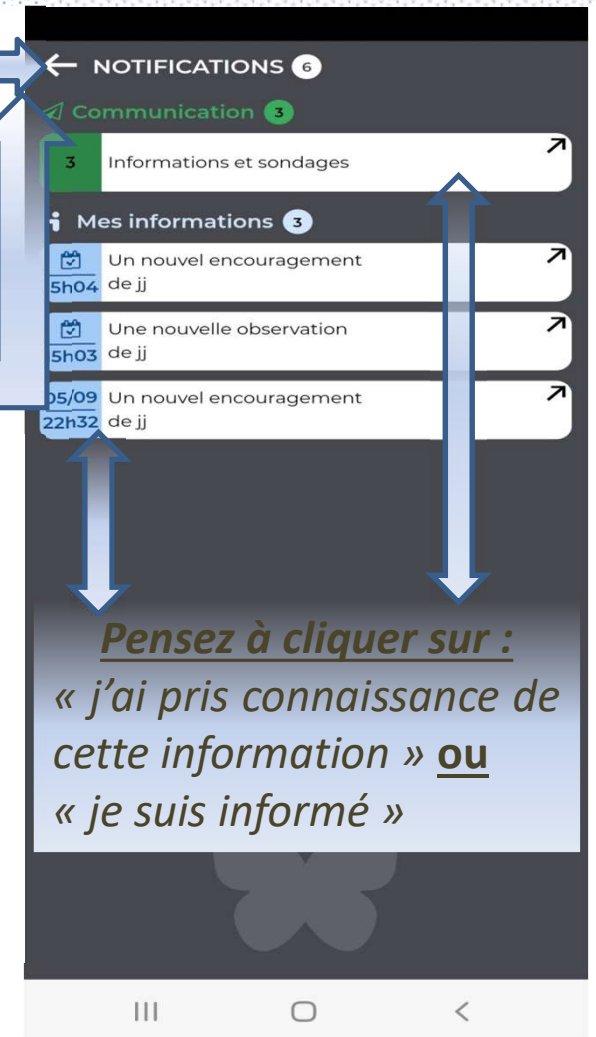 ← NOTIFICATIONS 6
Communication 3
3 Informations et sondages
Mes informations 3
Un nouvel encouragement
5h04 de jj
Une nouvelle observation
5h03 de jj
05/09 Un nouvel encouragement
22h32 de jj
Pensez à cliquer sur :
« j’ai pris connaissance de
cette information » ou
« je suis informé »